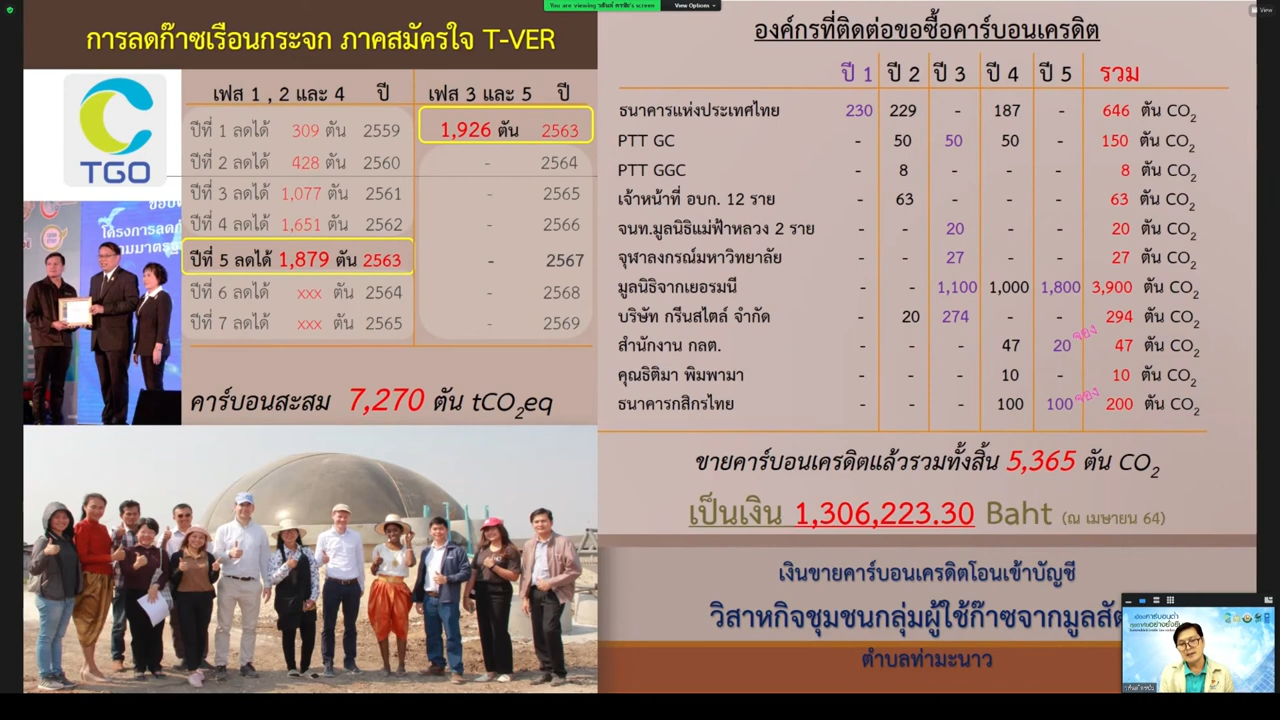 You are viewing วสันต์ ดรชัย's screen
View Options
View
การลดก๊าซเรือนกระจก ภาคสมัครใจ T-VER
TGO
เฟส 1 , 2 และ 4 ปี เฟส 3 และ 5 ปี
ปีที่ 1 ลดได้ 309 ตัน 2559 1,926 ตัน 2563
ปีที่ 2 ลดได้ 428 ตัน 2560 - 2564
ปีที่ 3 ลดได้ 1,077 ตัน 2561 - 2565
ปีที่ 4 ลดได้ 1,651 ตัน 2562 - 2566
ปีที่ 5 ลดได้ 1,879 ตัน 2563 - 2567
ปีที่ 6 ลดได้ xxx ตัน 2564 - 2568
ปีที่ 7 ลดได้ xxx ตัน 2565 - 2569
คาร์บอนสะสม 7,270 ตัน tCO2eq
องค์กรที่ติดต่อขอซื้อคาร์บอนเครดิต
ปี 1 ปี 2 ปี 3 ปี 4 ปี 5 รวม
ธนาคารแห่งประเทศไทย 230 229 - 187 - 646 ตัน CO2
PTT GC - 50 50 50 - 150 ตัน CO2
PTT GGC - 8 - - - 8 ตัน CO2
เจ้าหน้าที่ อบก. 12 ราย - 63 - - - 63 ตัน CO2
จนท.มูลนิธิแม่ฟ้าหลวง 2 ราย - - 20 - - 20 ตัน CO2
จุฬาลงกรณ์มหาวิทยาลัย - - 27 - - 27 ตัน CO2
มูลนิธิจากเยอรมนี - - 1,100 1,000 1,800 3,900 ตัน CO2
บริษัท กรีนสไตล์ จำกัด - 20 274 - - 294 ตัน CO2
สำนักงาน กลต. - - - 47 20 จอง 47 ตัน CO2
คุณธิติมา พิมพามา - - - 10 - 10 ตัน CO2
ธนาคารกสิกรไทย - - - 100 100 จอง 200 ตัน CO2
ขายคาร์บอนเครดิตแล้วรวมทั้งสิ้น 5,365 ตัน CO2
เป็นเงิน 1,306,223.30 Baht (ณ เมษายน 64)
เงินขายคาร์บอนเครดิตโอนเข้าบัญชี
วิสาหกิจชุมชนกลุ่มผู้ใช้ก๊าซจากมูลสัต
ตำบลท่ามะนาว